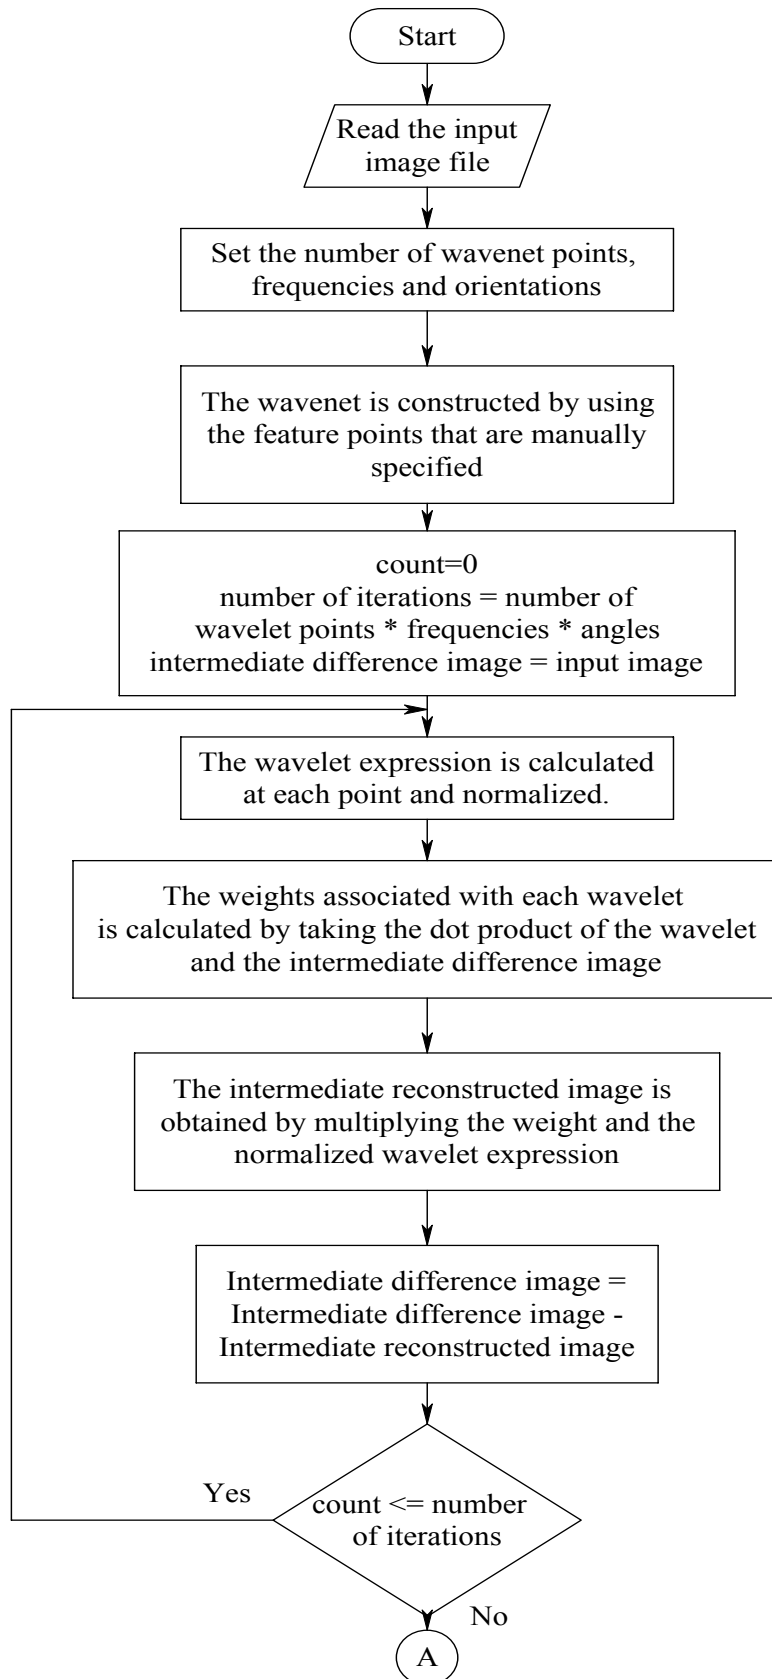 Start
Read the input
image file
Set the number of wavenet points,
frequencies and orientations
The wavenet is constructed by using
the feature points that are manually
specified
count=0
number of iterations = number of
wavelet points * frequencies * angles
intermediate difference image = input image
The wavelet expression is calculated
at each point and normalized.
The weights associated with each wavelet
is calculated by taking the dot product of the wavelet
and the intermediate difference image
The intermediate reconstructed image is
obtained by multiplying the weight and the
normalized wavelet expression
Intermediate difference image =
Intermediate difference image -
Intermediate reconstructed image
Yes
count <= number
of iterations
No
A